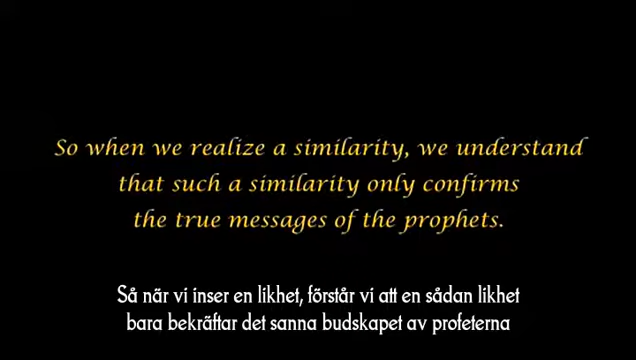 So when we realize a similarity, we understand
that such a similarity only confirms
the true messages of the prophets.
Så när vi inser en likhet, förstår vi att en sådan likhet
bara bekräftar det sanna budskapet av profeterna